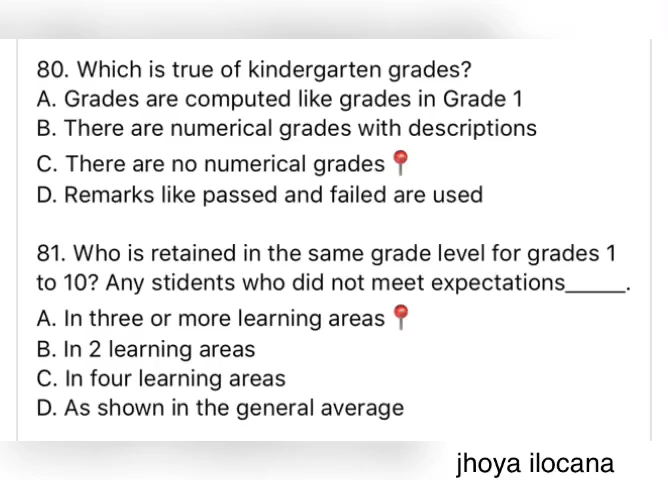 80. Which is true of kindergarten grades?
A. Grades are computed like grades in Grade 1
B. There are numerical grades with descriptions
C. There are no numerical grades 📍
D. Remarks like passed and failed are used
81. Who is retained in the same grade level for grades 1
to 10? Any stidents who did not meet expectations_____.
A. In three or more learning areas 📍
B. In 2 learning areas
C. In four learning areas
D. As shown in the general average
jhoya ilocana